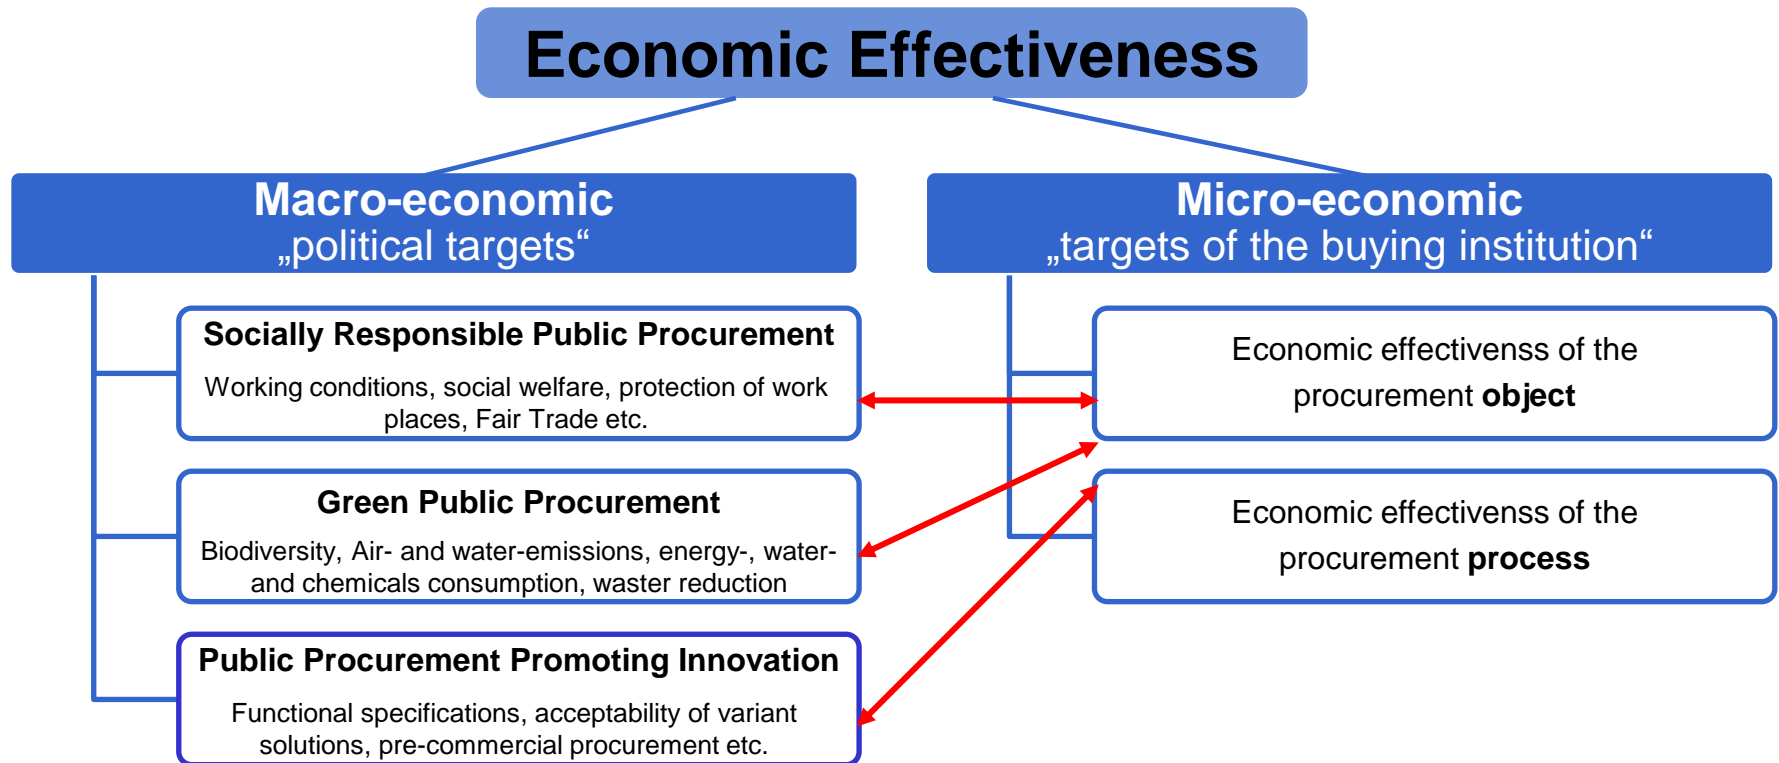 Economic Effectiveness
Macro-economic
„political targets“
Micro-economic
„targets of the buying institution“
Socially Responsible Public Procurement
Working conditions, social welfare, protection of work
places, Fair Trade etc.
Green Public Procurement
Biodiversity, Air- and water-emissions, energy-, water-
and chemicals consumption, waster reduction
Public Procurement Promoting Innovation
Functional specifications, acceptability of variant
solutions, pre-commercial procurement etc.
Economic effectivenss of the
procurement object
Economic effectivenss of the
procurement process